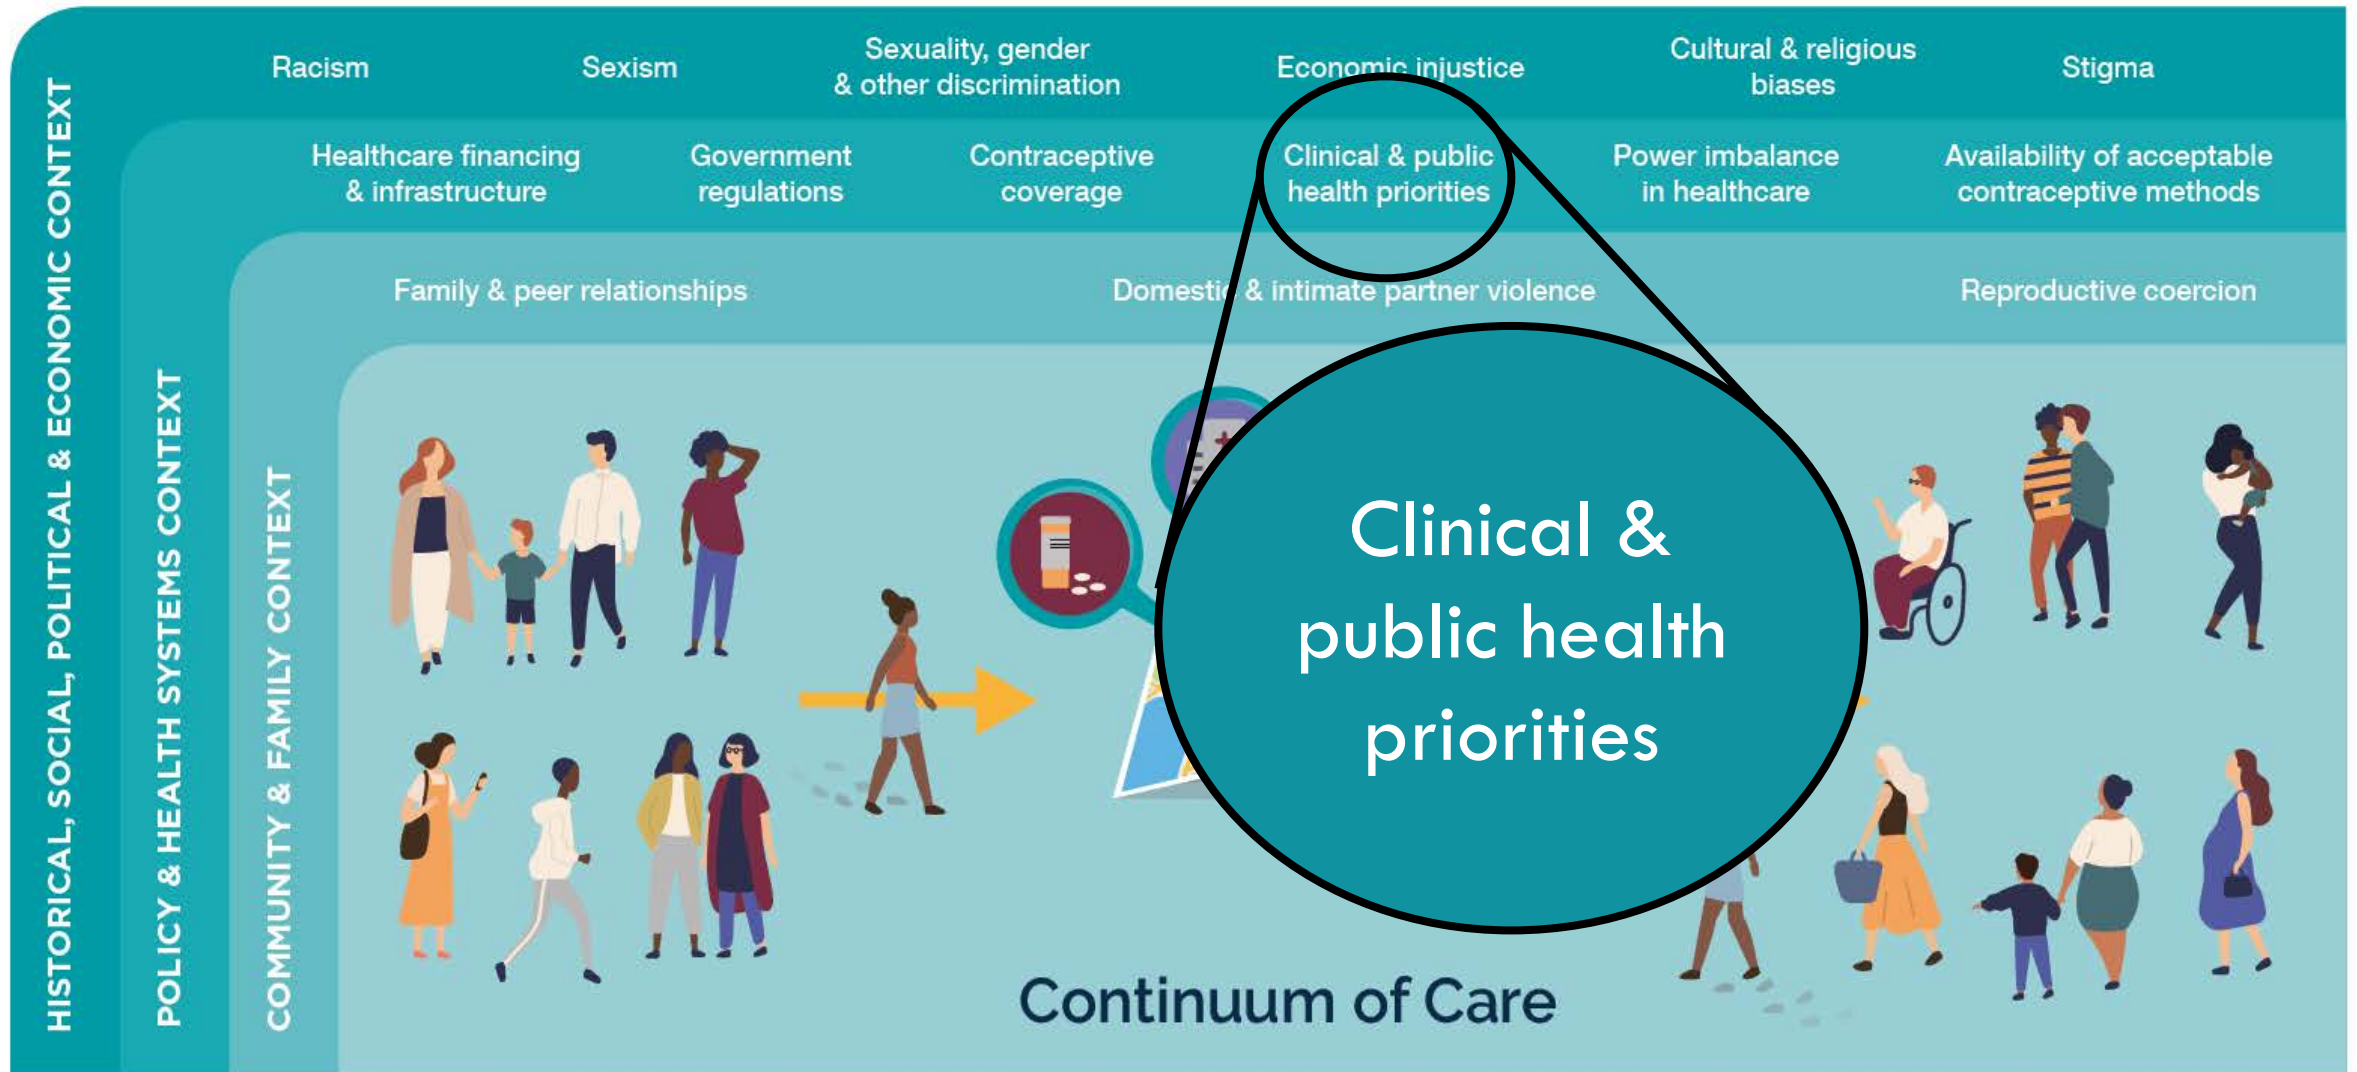 HISTORICAL, SOCIAL, POLITICAL & ECONOMIC CONTEXT
Racism
Sexism
Sexuality, gender
& other discrimination
Economic injustice
Cultural & religious
biases
Stigma
POLICY & HEALTH SYSTEMS CONTEXT
Healthcare financing
& infrastructure
Government
regulations
Contraceptive
coverage
Clinical & public
health priorities
Power imbalance
in healthcare
Availability of acceptable
contraceptive methods
COMMUNITY & FAMILY CONTEXT
Family & peer relationships
Domestic & intimate partner violence
Reproductive coercion
Clinical &
public health
priorities
Continuum of Care